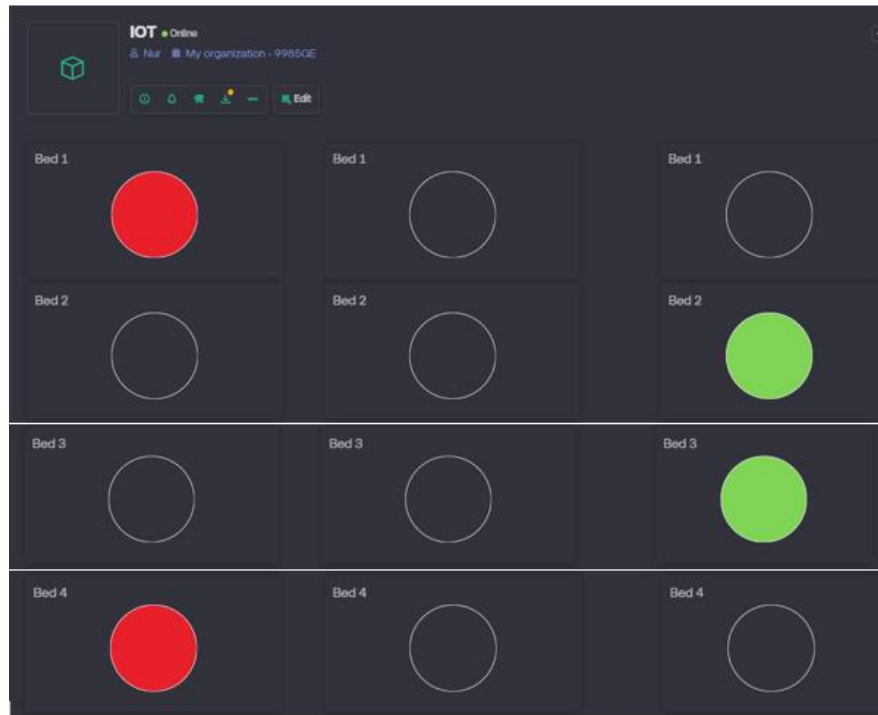 IOT Online
Nur My organization - 9985GE
Edit
Bed 1 Bed 1 Bed 1
Bed 2 Bed 2 Bed 2
Bed 3 Bed 3 Bed 3
Bed 4 Bed 4 Bed 4